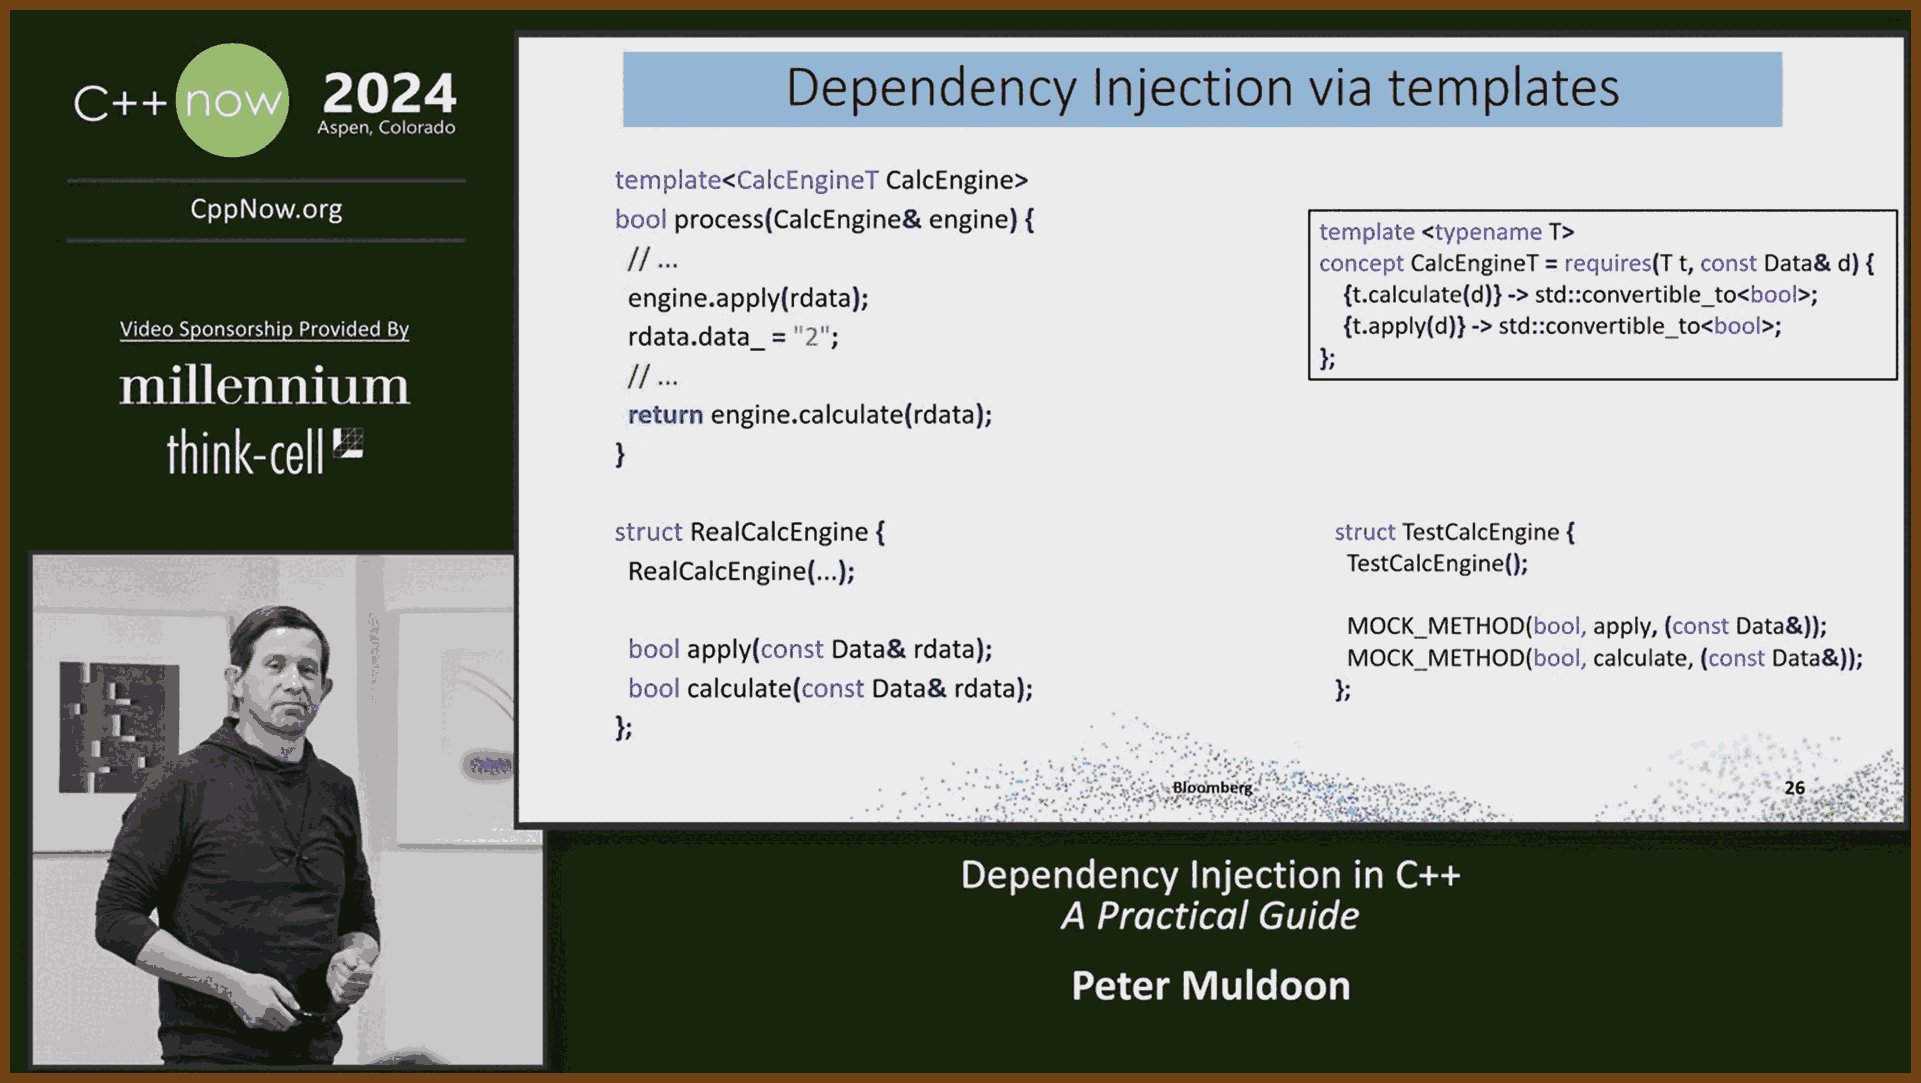 C++ now 2024
Aspen, Colorado
CppNow.org
Video Sponsorship Provided By
millennium
think-cell
Dependency Injection via templates
template<CalcEngineT CalcEngine>
bool process(CalcEngine& engine) {
// ...
engine.apply(rdata);
rdata.data_ = "2";
// ...
return engine.calculate(rdata);
}
template <typename T>
concept CalcEngineT = requires(T t, const Data& d) {
{t.calculate(d)} -> std::convertible_to<bool>;
{t.apply(d)} -> std::convertible_to<bool>;
};
struct RealCalcEngine {
RealCalcEngine(...);
bool apply(const Data& rdata);
bool calculate(const Data& rdata);
};
struct TestCalcEngine {
TestCalcEngine();
MOCK_METHOD(bool, apply, (const Data&));
MOCK_METHOD(bool, calculate, (const Data&));
};
Bloomberg
26
Dependency Injection in C++
A Practical Guide
Peter Muldoon